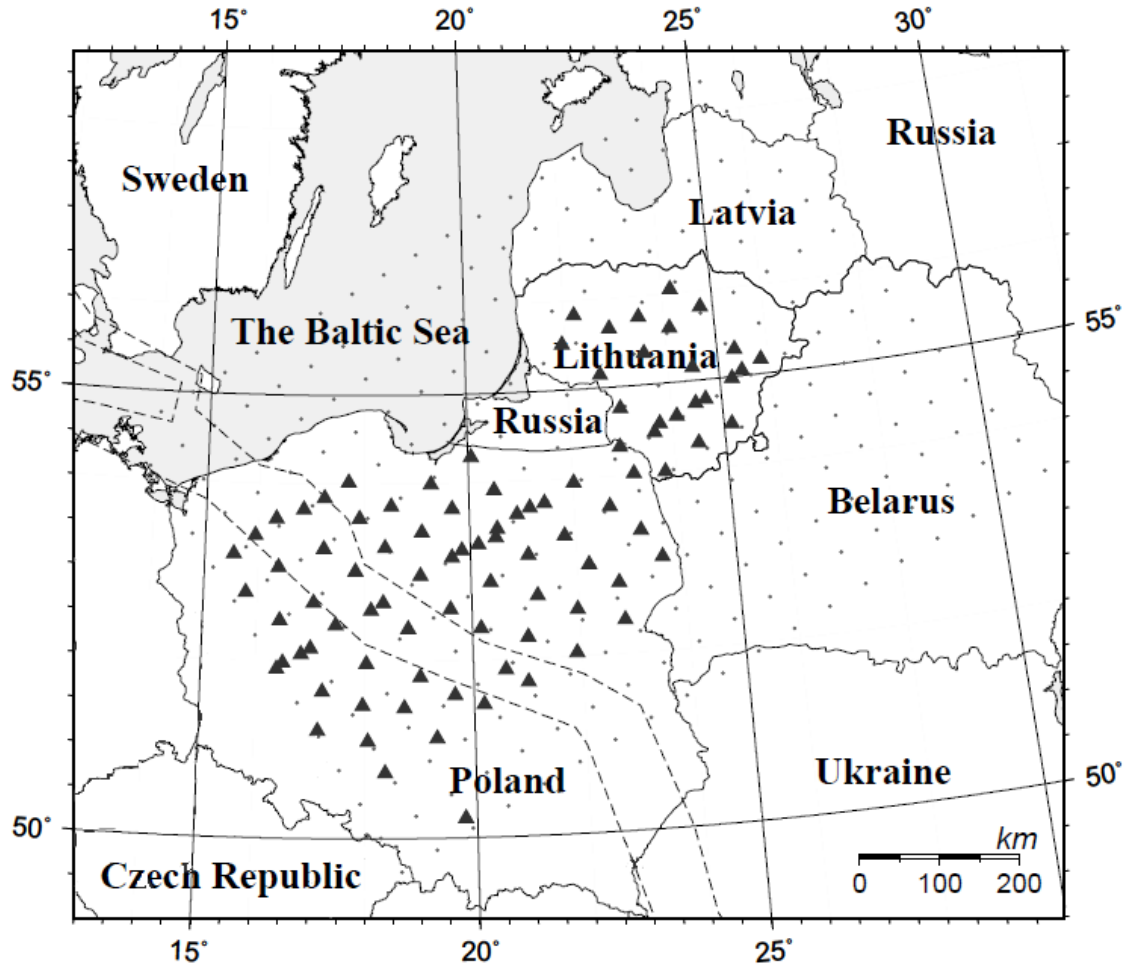 15° 20° 25° 30°
Russia
Sweden
Latvia
The Baltic Sea
55°
Lithuania
55°
Russia
Belarus
Poland
Ukraine
50°
50°
km
Czech Republic
0 100 200
15° 20° 25°